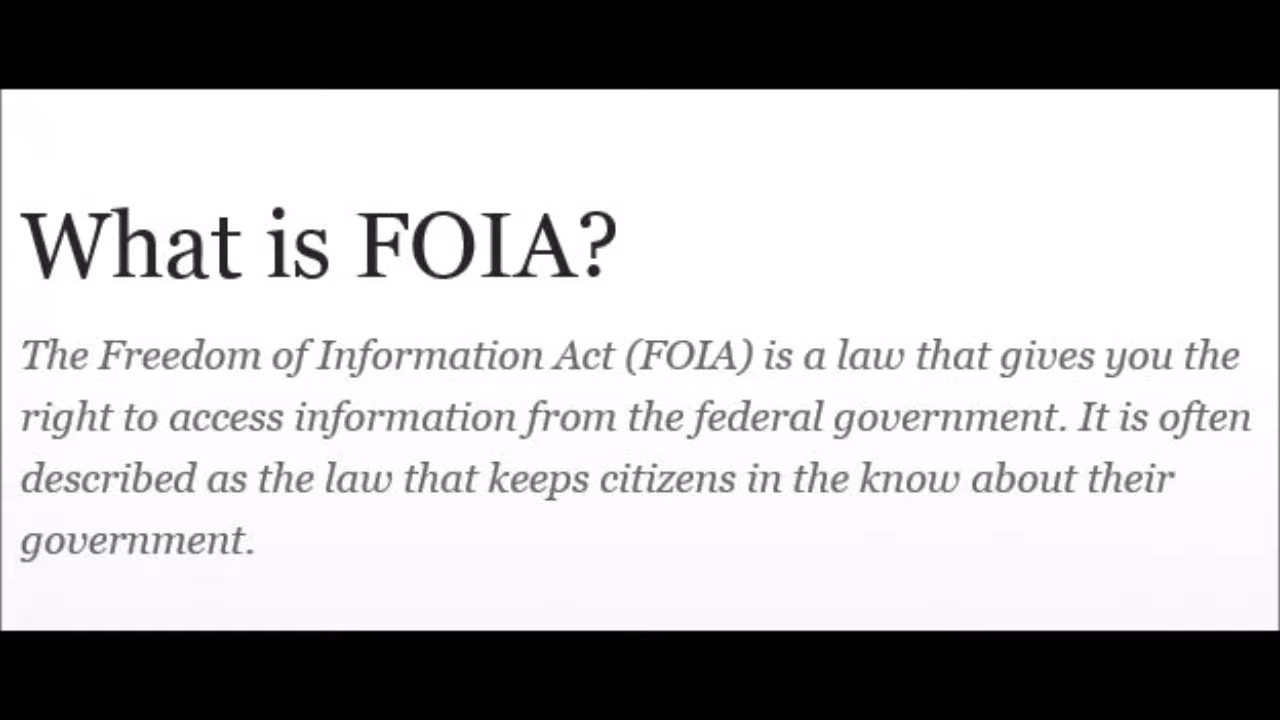 What is FOIA?
The Freedom of Information Act (FOIA) is a law that gives you the
right to access information from the federal government. It is often
described as the law that keeps citizens in the know about their
government.